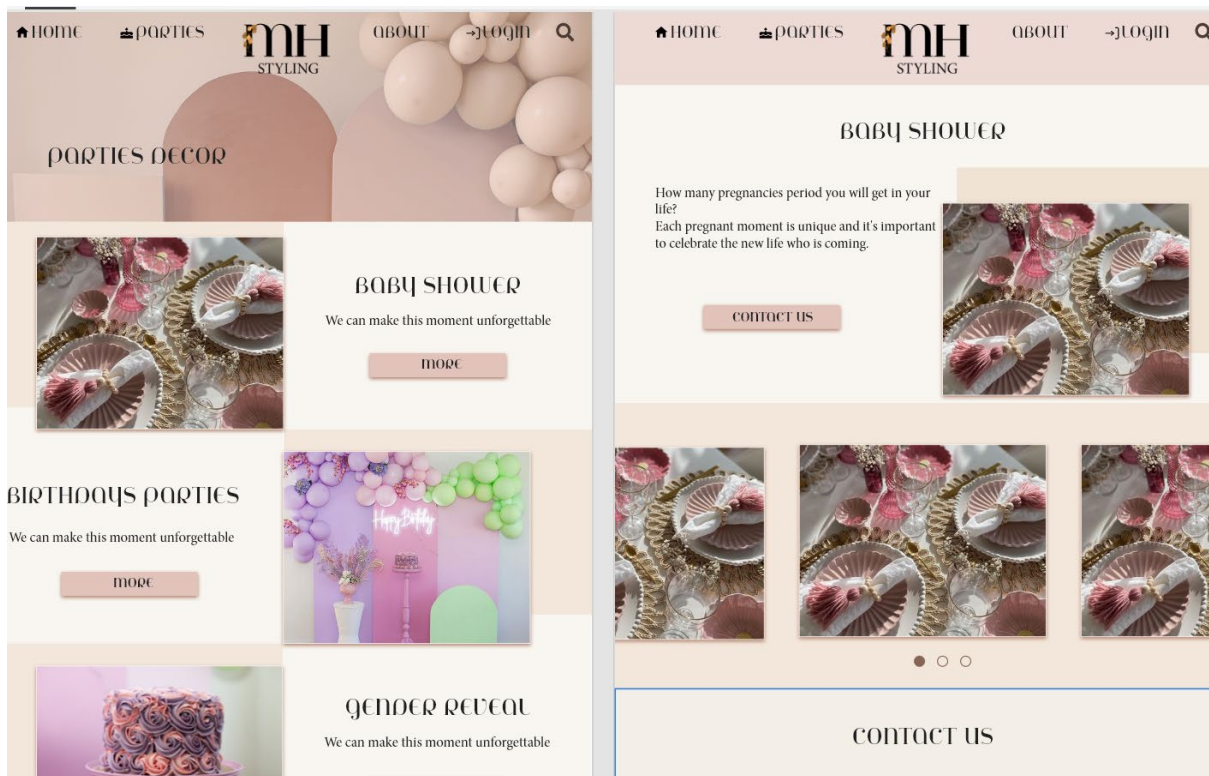 HOME
PARTIES
MH
STYLING
ABOUT
LOGIN
PARTIES DECOR
BABY SHOWER
We can make this moment unforgettable
MORE
BIRTHDAYS PARTIES
We can make this moment unforgettable
MORE
Happy Birthday
GENDER REVEAL
We can make this moment unforgettable
HOME
PARTIES
MH
STYLING
ABOUT
LOGIN
BABY SHOWER
How many pregnancies period you will get in your
life?
Each pregnant moment is unique and it's important
to celebrate the new life who is coming.
CONTACT US
CONTACT US